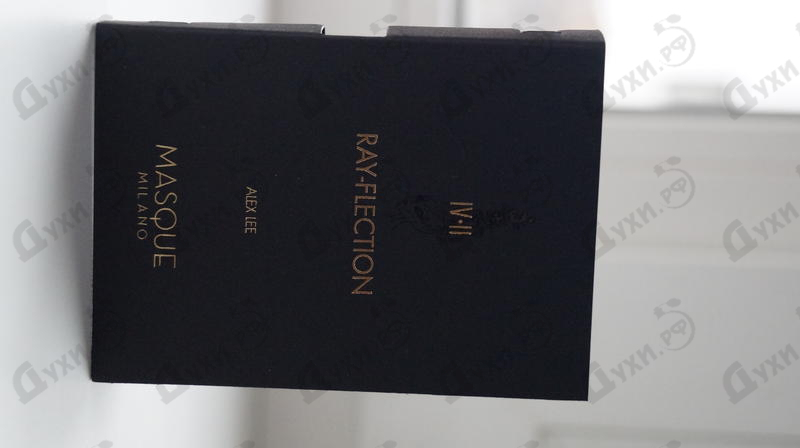 IV·II
RAY-FLECTION
ALEX LEE
MASQUE
MILANO
Духи.РФ